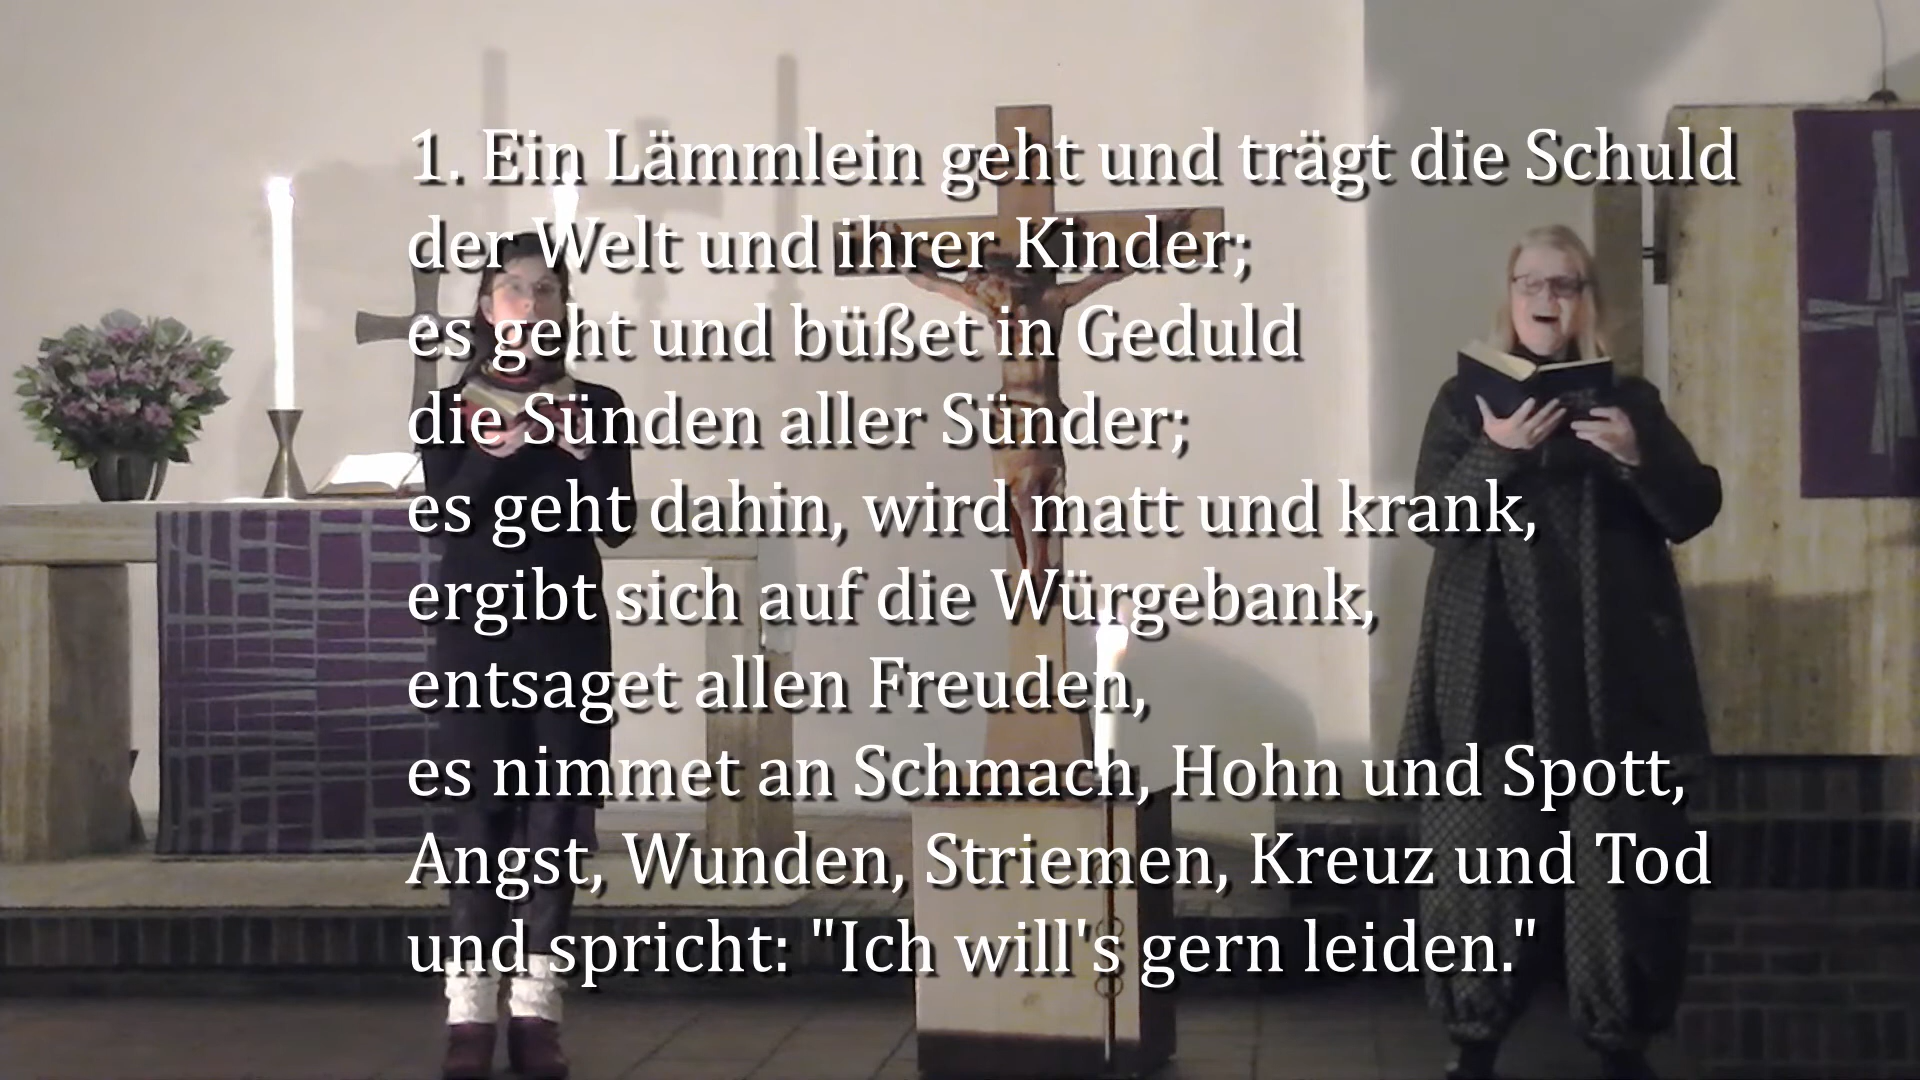 1. Ein Lämmlein geht und trägt die Schuld
der Welt und ihrer Kinder;
es geht und büßet in Geduld
die Sünden aller Sünder;
es geht dahin, wird matt und krank,
ergibt sich auf die Würgebank,
entsaget allen Freuden,
es nimmet an Schmach, Hohn und Spott,
Angst, Wunden, Striemen, Kreuz und Tod
und spricht: "Ich will's gern leiden."